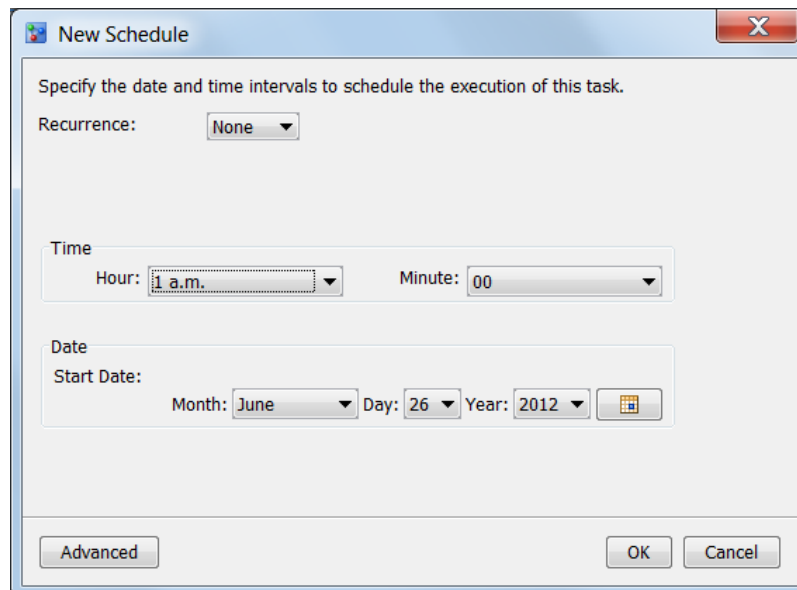 New Schedule
Specify the date and time intervals to schedule the execution of this task.
Recurrence: None
Time
Hour: 1 a.m. Minute: 00
Date
Start Date:
Month: June Day: 26 Year: 2012
Advanced OK Cancel